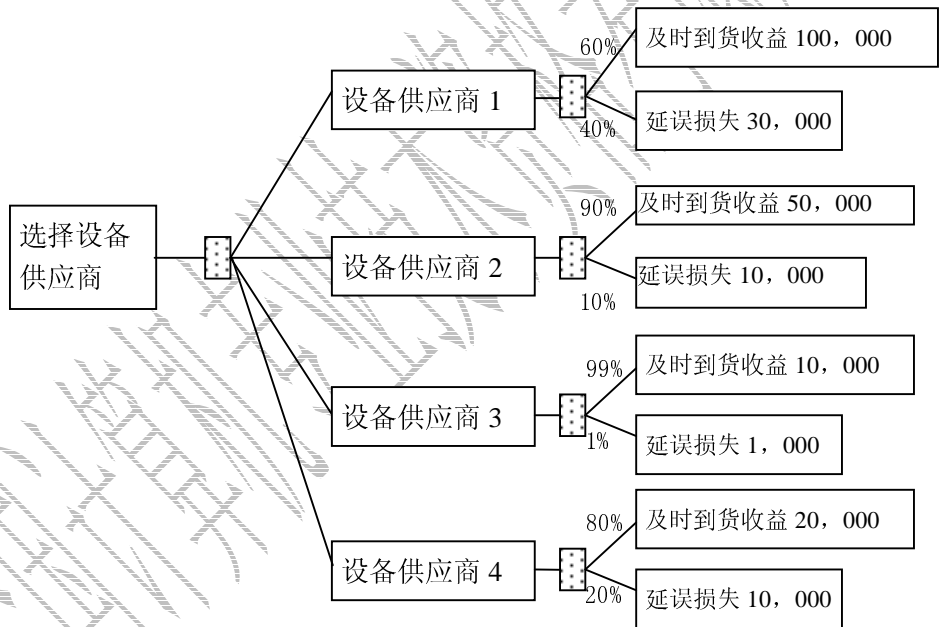 60%
及时到货收益 100，000
设备供应商 1
40%
延误损失 30，000
90%
及时到货收益 50，000
选择设备
供应商
设备供应商 2
延误损失 10，000
10%
99%
及时到货收益 10，000
设备供应商 3
1%
延误损失 1，000
80%
及时到货收益 20，000
设备供应商 4
20%
延误损失 10，000